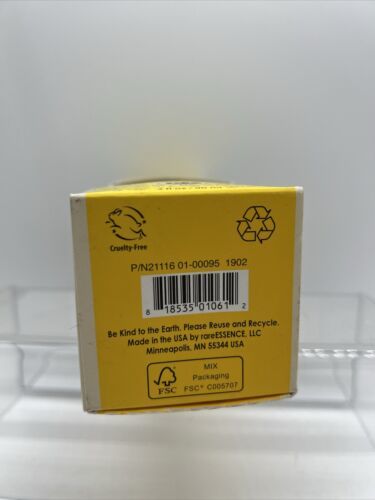 Cruelty-Free
P/N21116 01-00095 1902
8 18535 01061 2
Be Kind to the Earth. Please Reuse and Recycle.
Made in the USA by rareESSENCE, LLC
Minneapolis, MN 55344 USA
FSC
MIX
Packaging
FSC® C005707